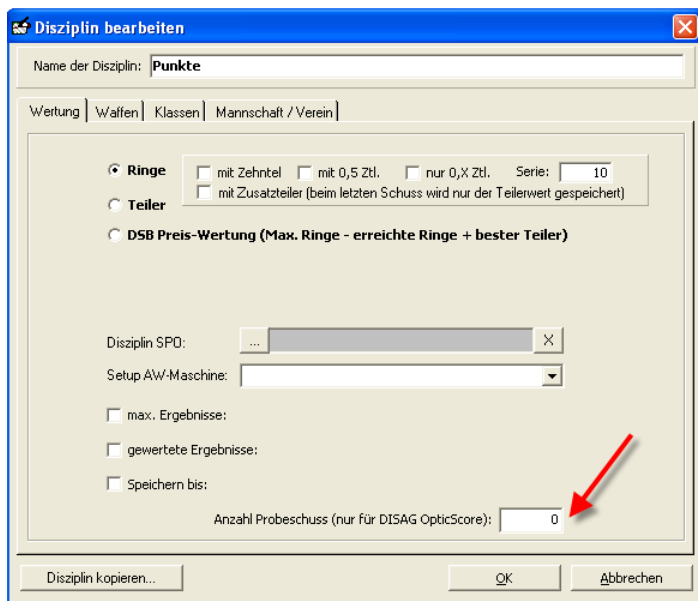 Disziplin bearbeiten
Name der Disziplin: Punkte
Wertung Waffen Klassen Mannschaft / Verein
Ringe mit Zehntel mit 0,5 Ztl. nur 0,X Ztl. Serie: 10
mit Zusatzteiler (beim letzten Schuss wird nur der Teilerwert gespeichert)
Teiler
DSB Preis-Wertung (Max. Ringe - erreichte Ringe + bester Teiler)
Disziplin SPO: ... X
Setup AW-Maschine:
max. Ergebnisse:
gewertete Ergebnisse:
Speichern bis:
Anzahl Probeschuss (nur für DISAG OpticScore): 0
Disziplin kopieren... OK Abbrechen